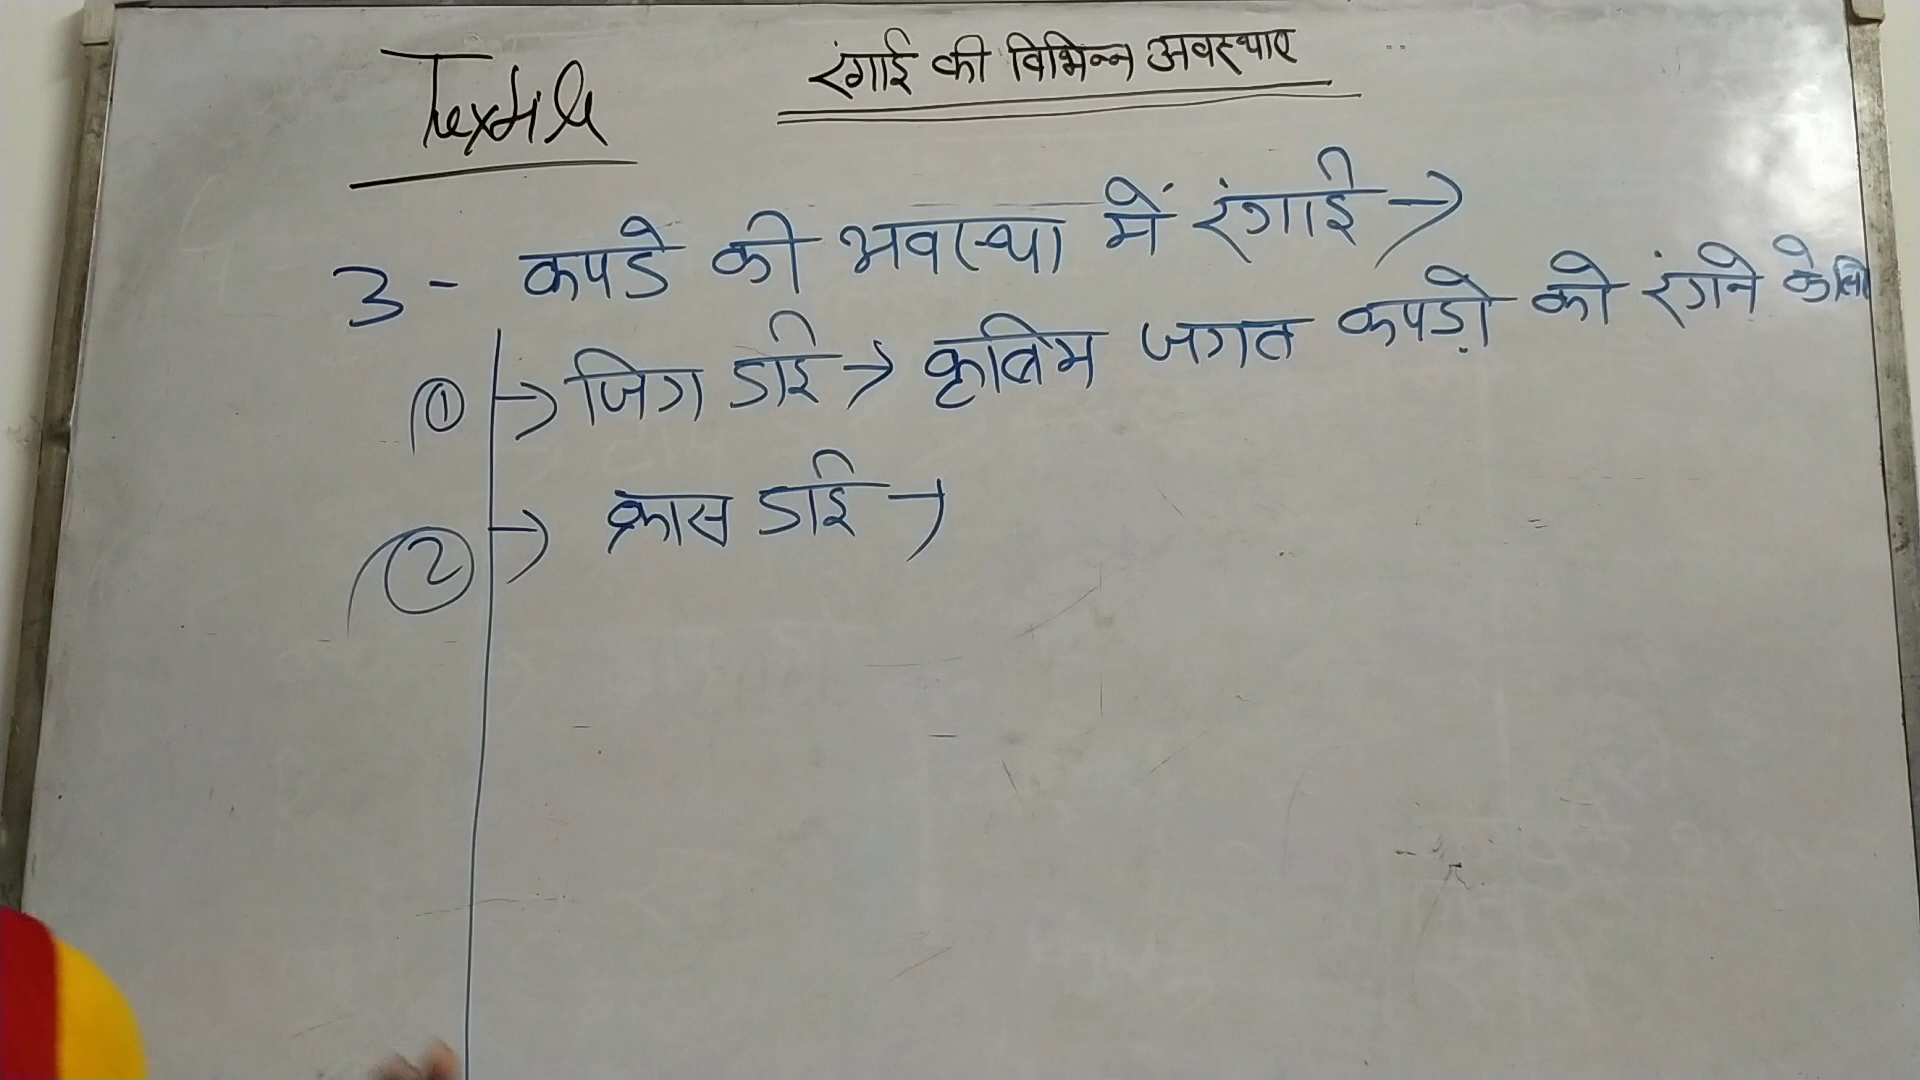 Textile
रंगाई की विभिन्न अवस्थाए
3 - कपडे की अवस्था में रंगाई →
① → जिग डाई → कृत्रिम जगत कपड़ो को रंगने के लिये
② → क्रास डाई →